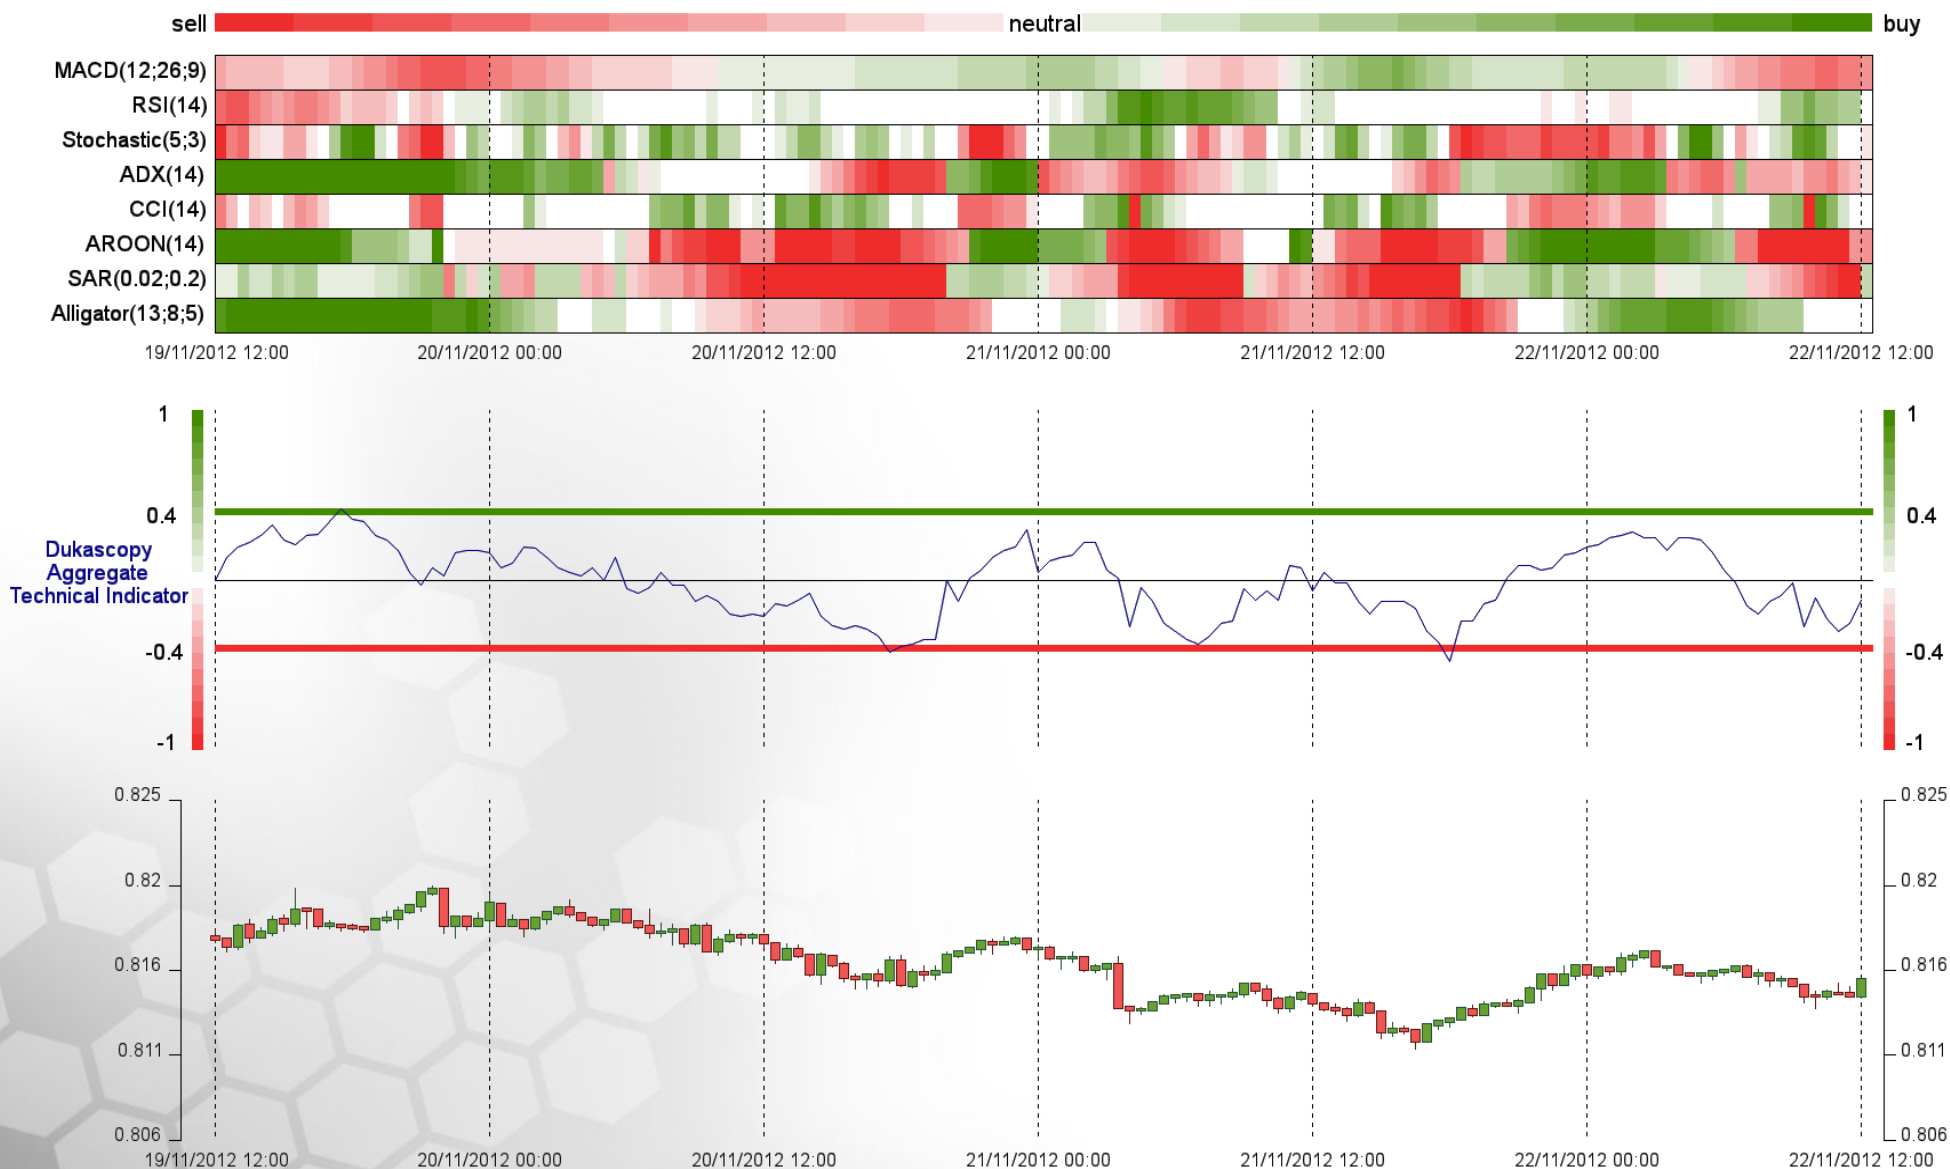 sell neutral buy
MACD(12;26;9)
RSI(14)
Stochastic(5;3)
ADX(14)
CCI(14)
AROON(14)
SAR(0.02;0.2)
Alligator(13;8;5)
19/11/2012 12:00 20/11/2012 00:00 20/11/2012 12:00 21/11/2012 00:00 21/11/2012 12:00 22/11/2012 00:00 22/11/2012 12:00
1 1
0.4 0.4
Dukascopy
Aggregate
Technical Indicator
-0.4 -0.4
-1 -1
0.825 0.825
0.82 0.82
0.816 0.816
0.811 0.811
0.806 0.806
19/11/2012 12:00 20/11/2012 00:00 20/11/2012 12:00 21/11/2012 00:00 21/11/2012 12:00 22/11/2012 00:00 22/11/2012 12:00